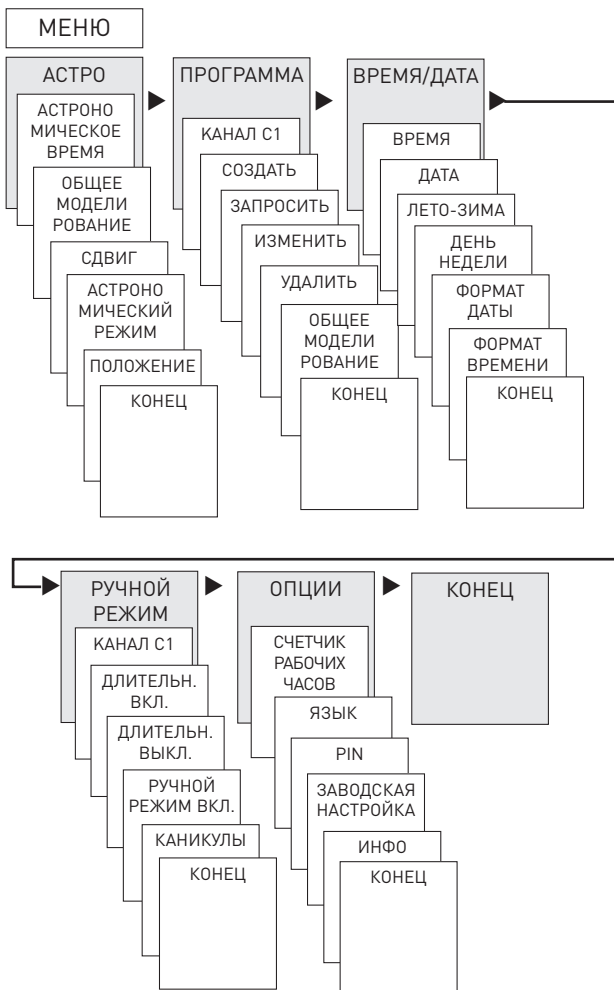 МЕНЮ
АСТРО
АСТРОНО
МИЧЕСКОЕ
ВРЕМЯ
ОБЩЕЕ
МОДЕЛИ
РОВАНИЕ
СДВИГ
АСТРОНО
МИЧЕСКИЙ
РЕЖИМ
ПОЛОЖЕНИЕ
КОНЕЦ
ПРОГРАММА
КАНАЛ C1
СОЗДАТЬ
ЗАПРОСИТЬ
ИЗМЕНИТЬ
УДАЛИТЬ
ОБЩЕЕ
МОДЕЛИ
РОВАНИЕ
КОНЕЦ
ВРЕМЯ/ДАТА
ВРЕМЯ
ДАТА
ЛЕТО-ЗИМА
ДЕНЬ
НЕДЕЛИ
ФОРМАТ
ДАТЫ
ФОРМАТ
ВРЕМЕНИ
КОНЕЦ
РУЧНОЙ
РЕЖИМ
КАНАЛ C1
ДЛИТЕЛЬН.
ВКЛ.
ДЛИТЕЛЬН.
ВЫКЛ.
РУЧНОЙ
РЕЖИМ ВКЛ.
КАНИКУЛЫ
КОНЕЦ
ОПЦИИ
СЧЕТЧИК
РАБОЧИХ
ЧАСОВ
ЯЗЫК
PIN
ЗАВОДСКАЯ
НАСТРОЙКА
ИНФО
КОНЕЦ
КОНЕЦ